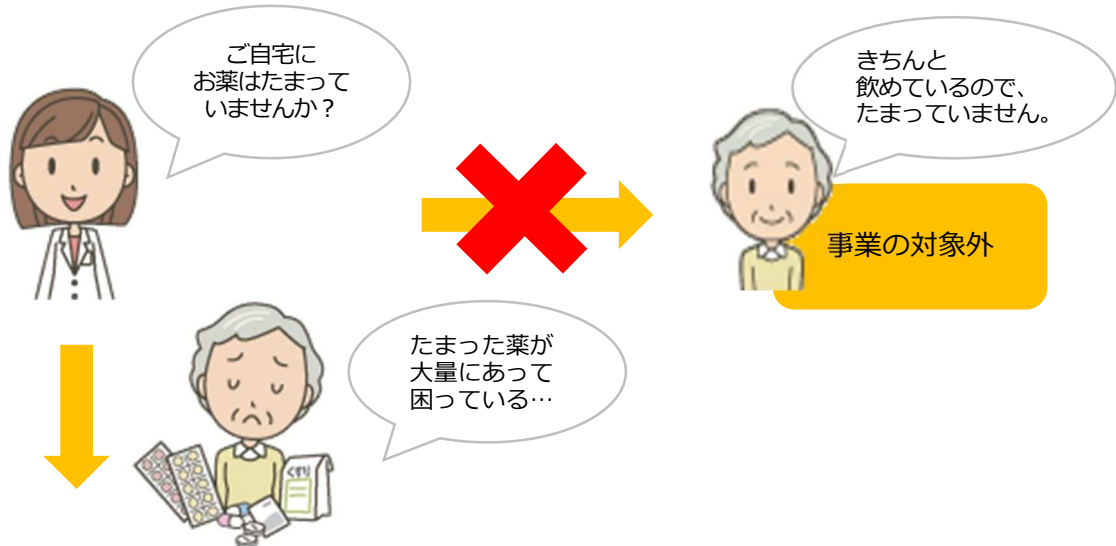 ご自宅に
お薬はたまって
いませんか？
きちんと
飲めているので、
たまっていません。
事業の対象外
たまった薬が
大量にあって
困っている…
くすり